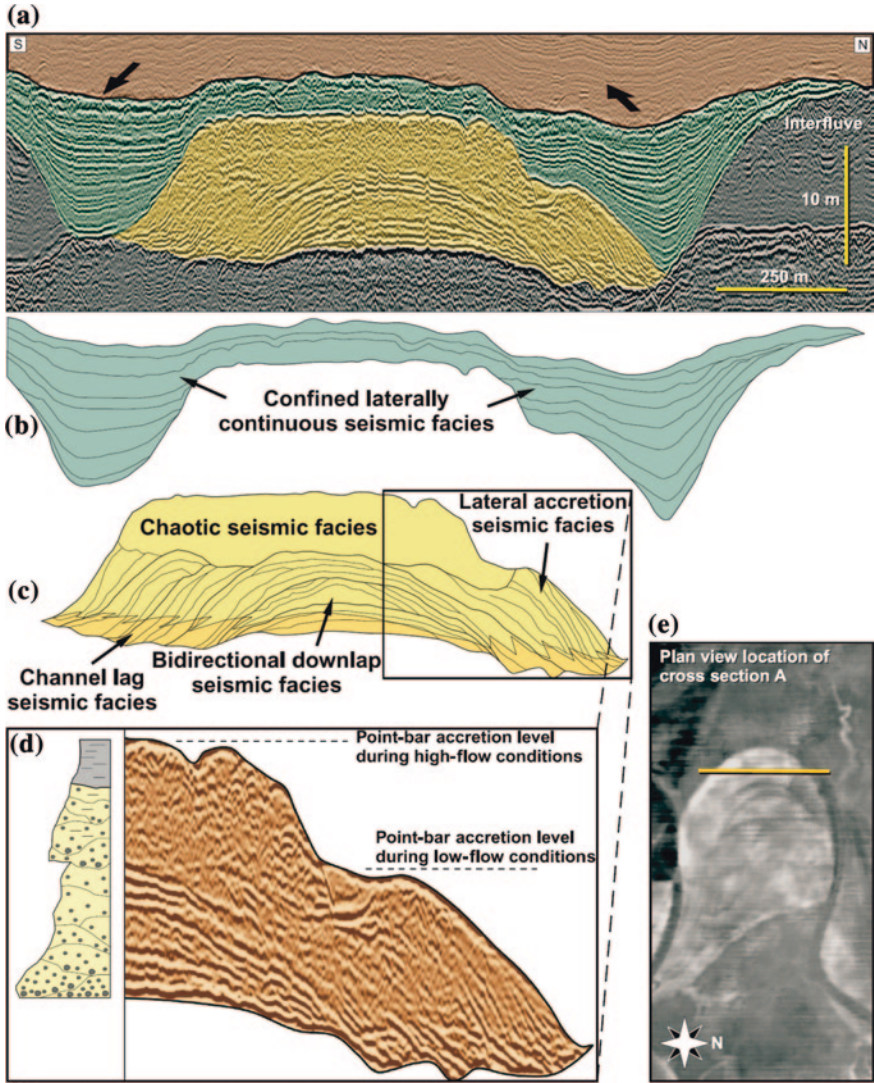 (a)
S
N
Interfluve
10 m
250 m
(b)
Confined laterally
continuous seismic facies
(c)
Chaotic seismic facies
Lateral accretion
seismic facies
Channel lag
seismic facies
Bidirectional downlap
seismic facies
(d)
Point-bar accretion level
during high-flow conditions
Point-bar accretion level
during low-flow conditions
(e)
Plan view location of
cross section A
N